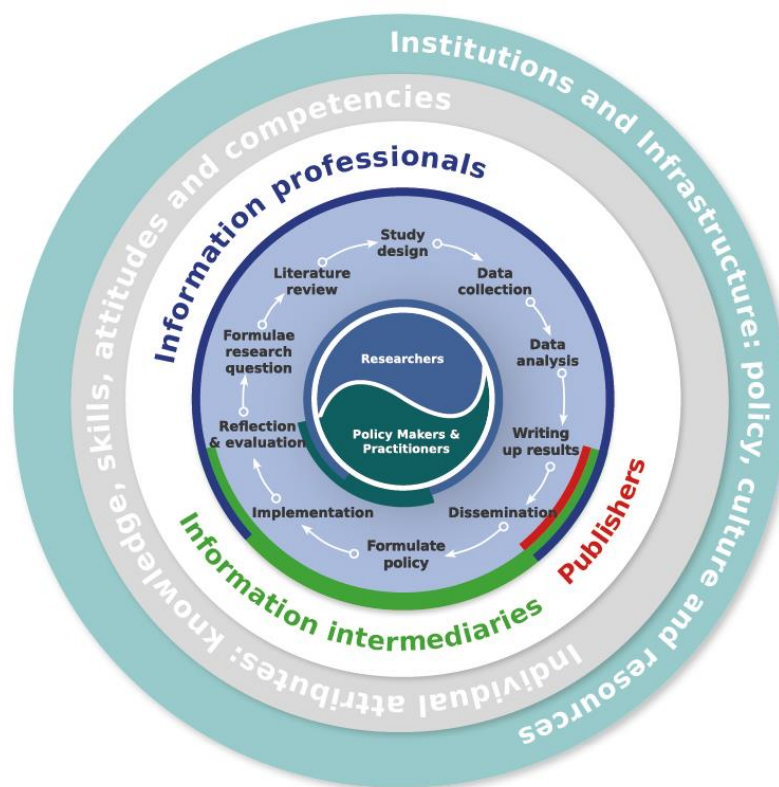 Institutions and Infrastructure: policy, culture and resources
Individual attributes: knowledge, skills, attitudes and competencies
Information professionals
Study
design
Data
collection
Data
analysis
Writing
up results
Dissemination
Formulate
policy
Implementation
Reflection
& evaluation
Formulae
research
question
Literature
review
Researchers
Policy Makers &
Practitioners
Publishers
Information intermediaries